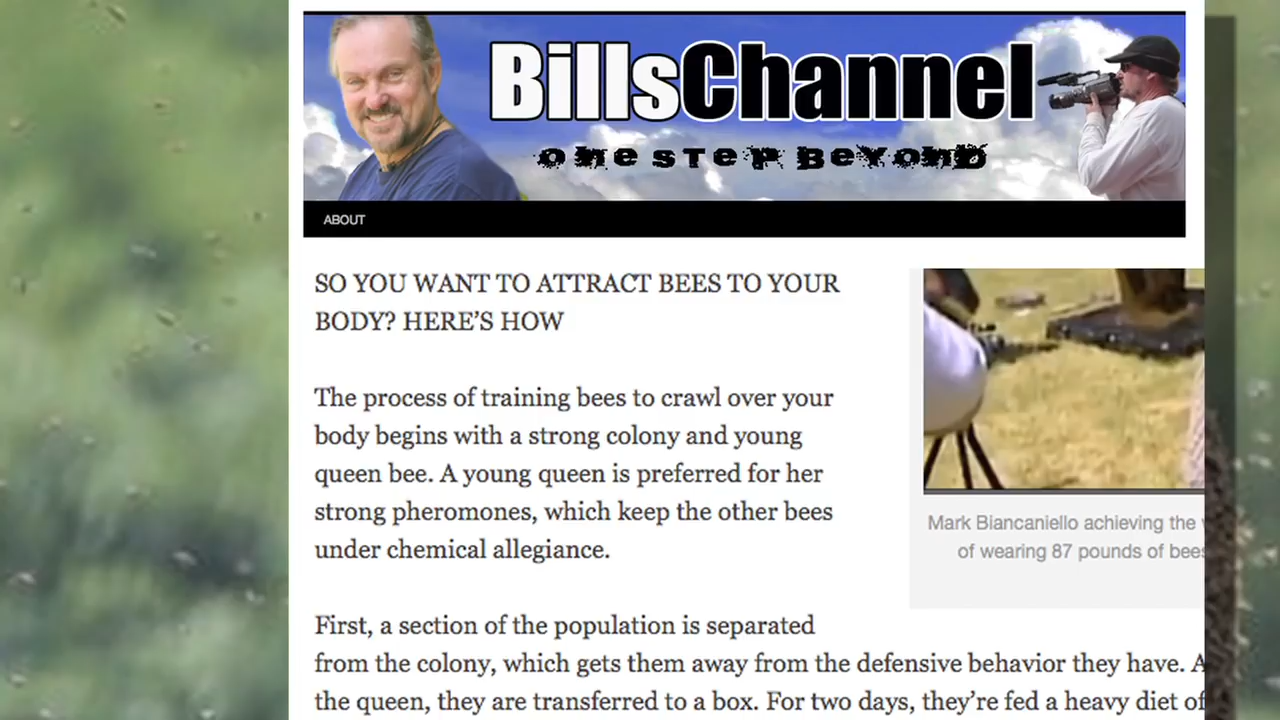 BillsChannel
ONE STEP BEYOND
ABOUT
SO YOU WANT TO ATTRACT BEES TO YOUR
BODY? HERE’S HOW
The process of training bees to crawl over your
body begins with a strong colony and young
queen bee. A young queen is preferred for her
strong pheromones, which keep the other bees
under chemical allegiance.
Mark Biancaniello achieving the
of wearing 87 pounds of bees
First, a section of the population is separated
from the colony, which gets them away from the defensive behavior they have. A
the queen, they are transferred to a box. For two days, they’re fed a heavy diet of